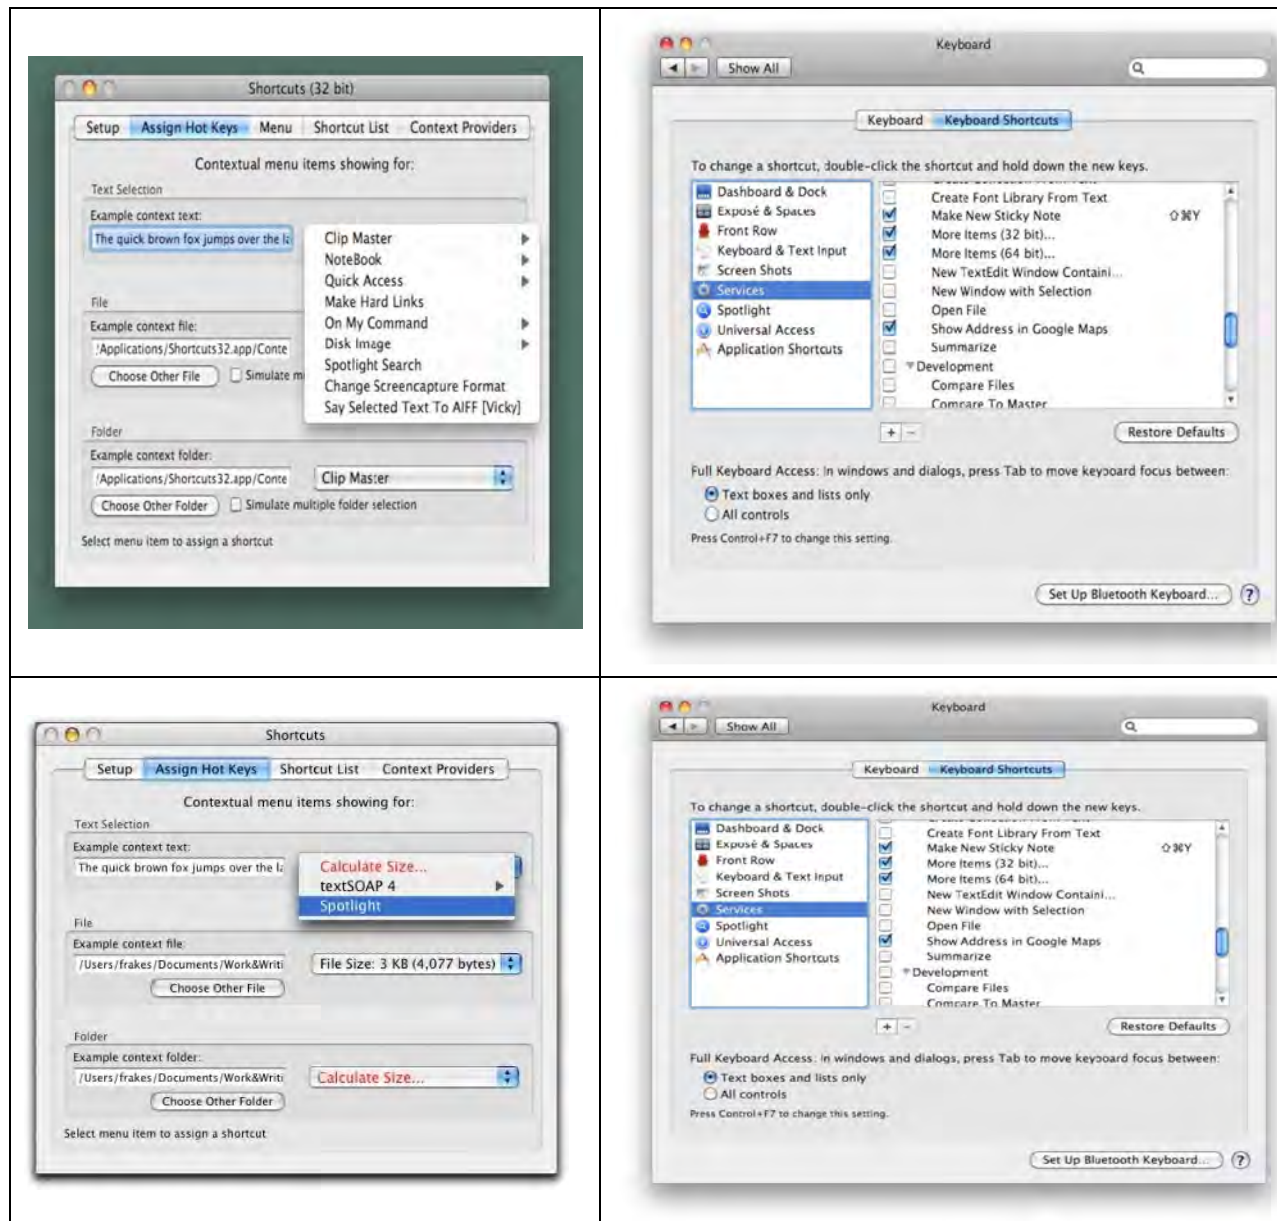 Shortcuts (32 bit)
Setup Assign Hot Keys Menu Shortcut List Context Providers
Contextual menu items showing for:
Text Selection
Example context text:
The quick brown fox jumps over the la
Clip Master
NoteBook
Quick Access
Make Hard Links
On My Command
Disk Image
Spotlight Search
Change Screencapture Format
Say Selected Text To AIFF [Vicky]
File
Example context file:
/Applications/Shortcuts32.app/Conte
Choose Other File Simulate m
Folder
Example context folder:
/Applications/Shortcuts32.app/Conte Clip Master
Choose Other Folder Simulate multiple folder selection
Select menu item to assign a shortcut
Keyboard
Show All
Keyboard Keyboard Shortcuts
To change a shortcut, double-click the shortcut and hold down the new keys.
Dashboard & Dock
Exposé & Spaces
Front Row
Keyboard & Text Input
Screen Shots
Services
Spotlight
Universal Access
Application Shortcuts
Create Collection From Text
Create Font Library From Text
Make New Sticky Note ⇧⌘Y
More Items (32 bit)...
More Items (64 bit)...
New TextEdit Window Containi...
New Window with Selection
Open File
Show Address in Google Maps
Summarize
Development
Compare Files
Compare To Master
+ -
Restore Defaults
Full Keyboard Access: In windows and dialogs, press Tab to move keyboard focus between:
Text boxes and lists only
All controls
Press Control+F7 to change this setting.
Set Up Bluetooth Keyboard... ?
Shortcuts
Setup Assign Hot Keys Shortcut List Context Providers
Contextual menu items showing for:
Text Selection
Example context text:
The quick brown fox jumps over the la
Calculate Size...
textSOAP 4
Spotlight
File
Example context file:
/Users/frakes/Documents/Work&Writi File Size: 3 KB (4,077 bytes)
Choose Other File
Folder
Example context folder:
/Users/frakes/Documents/Work&Writi Calculate Size...
Choose Other Folder
Select menu item to assign a shortcut
Keyboard
Show All
Keyboard Keyboard Shortcuts
To change a shortcut, double-click the shortcut and hold down the new keys.
Dashboard & Dock
Exposé & Spaces
Front Row
Keyboard & Text Input
Screen Shots
Services
Spotlight
Universal Access
Application Shortcuts
Create Collection From Text
Create Font Library From Text
Make New Sticky Note ⇧⌘Y
More Items (32 bit)...
More Items (64 bit)...
New TextEdit Window Containi...
New Window with Selection
Open File
Show Address in Google Maps
Summarize
Development
Compare Files
Compare To Master
+ -
Restore Defaults
Full Keyboard Access: In windows and dialogs, press Tab to move keyboard focus between:
Text boxes and lists only
All controls
Press Control+F7 to change this setting.
Set Up Bluetooth Keyboard... ?